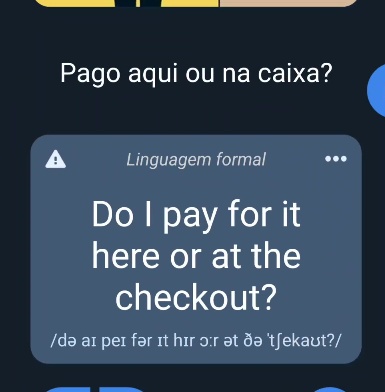 Pago aqui ou na caixa?
Linguagem formal
Do I pay for it
here or at the
checkout?
/də aɪ peɪ fər ɪt hɪr ɔːr ət ðə ˈtʃekaʊt?/